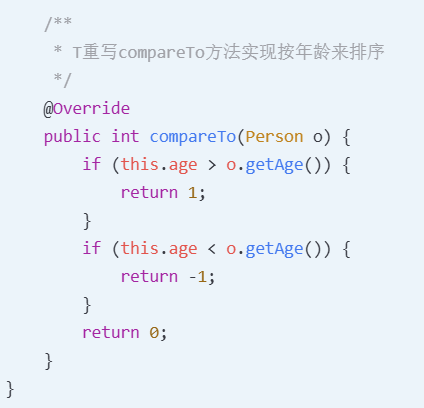 /**
 * T重写compareTo方法实现按年龄来排序
 */
@Override
public int compareTo(Person o) {
    if (this.age > o.getAge()) {
        return 1;
    }
    if (this.age < o.getAge()) {
        return -1;
    }
    return 0;
}
}